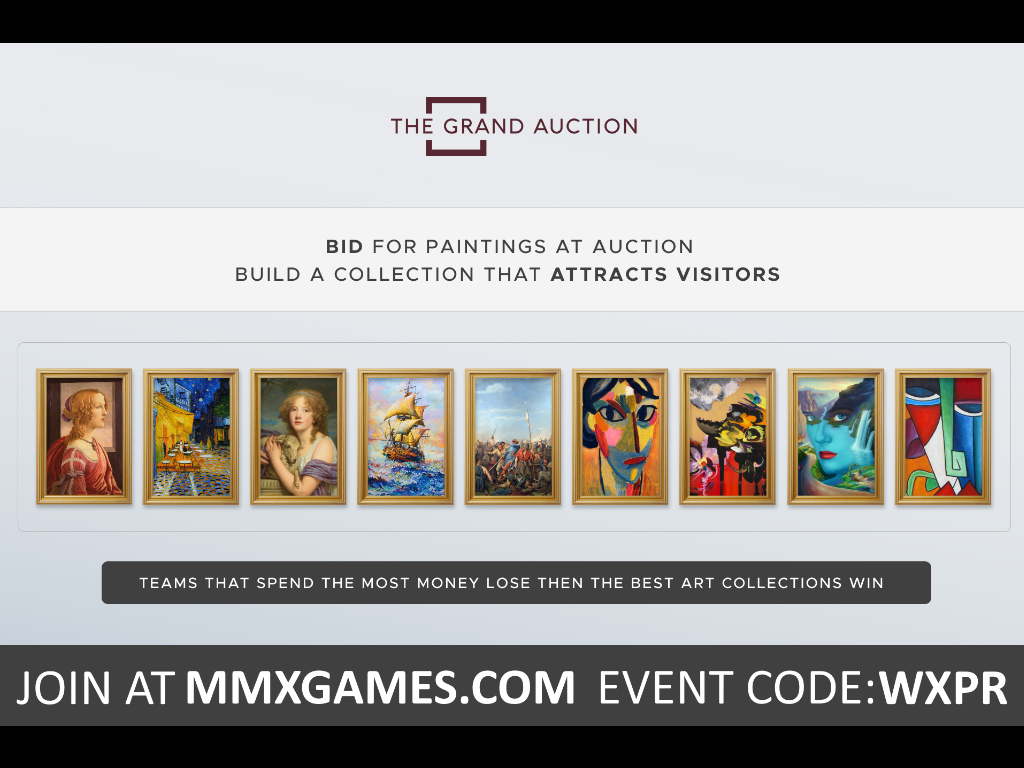 THE GRAND AUCTION
BID FOR PAINTINGS AT AUCTION
BUILD A COLLECTION THAT ATTRACTS VISITORS
TEAMS THAT SPEND THE MOST MONEY LOSE THEN THE BEST ART COLLECTIONS WIN
JOIN AT MMXGAMES.COM EVENT CODE:WXPR